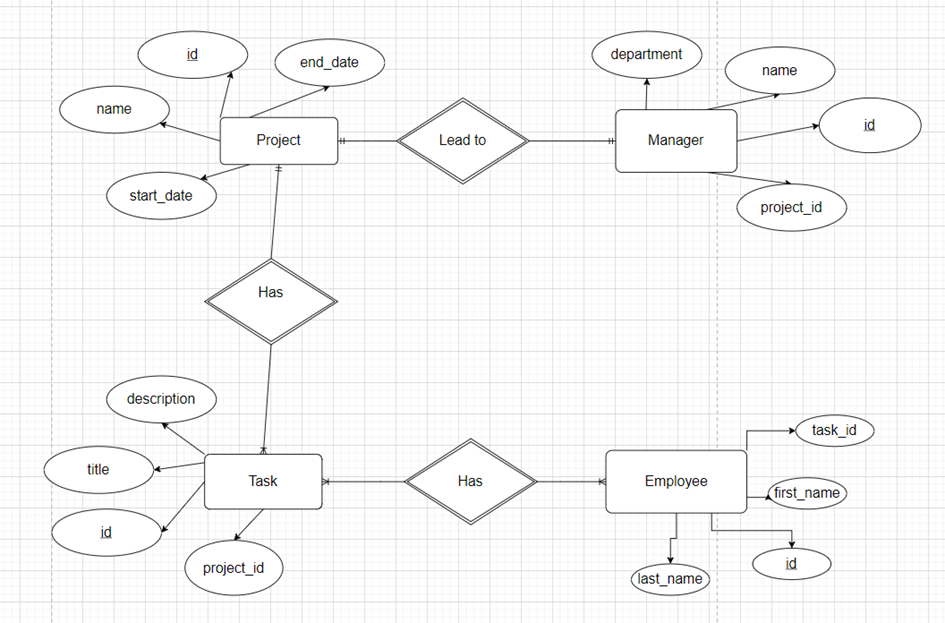 id
end_date
department
name
name
id
Project
Lead to
Manager
start_date
project_id
Has
description
task_id
title
Task
Has
Employee
first_name
id
project_id
last_name
id